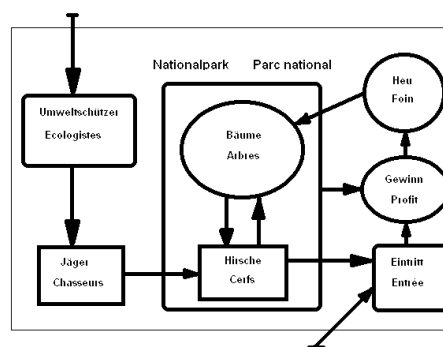 Nationalpark Parc national
Heu
Foin
Umweltschützer
Ecologistes
Bäume
Arbres
Gewinn
Profit
Jäger
Chasseurs
Hirsche
Cerfs
Eintritt
Entrée